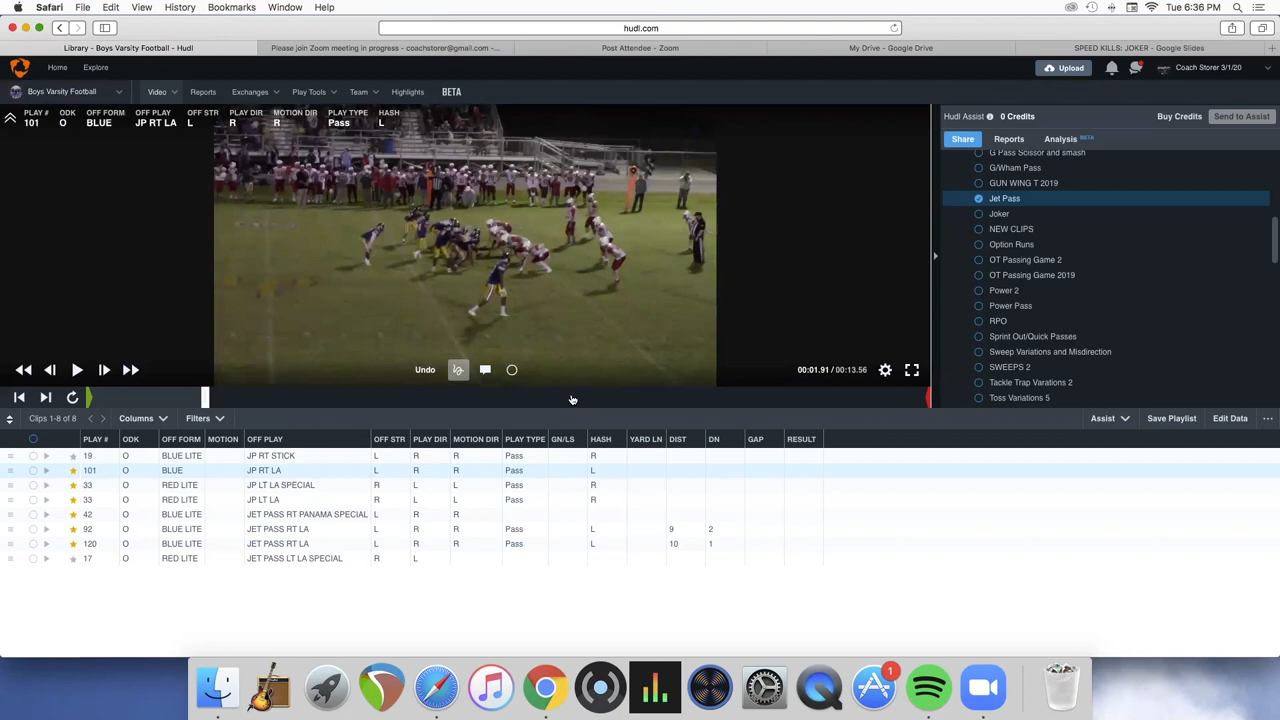 Safari File Edit View History Bookmarks Window Help Tue 6:36 PM
hudl.com
Library - Boys Varsity Football - Hudl Please join Zoom meeting in progress - coachstorer@gmail.com -... Post Attendee - Zoom My Drive - Google Drive SPEED KILLS: JOKER - Google Slides
Home Explore Upload Coach Storer 3/1/20
Boys Varsity Football Video Reports Exchanges Play Tools Team Highlights BETA
PLAY # ODK OFF FORM OFF PLAY OFF STR PLAY DIR MOTION DIR PLAY TYPE HASH
101 O BLUE JP RT LA L R R Pass L
Hudl Assist 0 Credits Buy Credits Send to Assist
Share Reports Analysis BETA
G Pass Scissor and smash
G/Wham Pass
GUN WING T 2019
Jet Pass
Joker
NEW CLIPS
Option Runs
OT Passing Game 2
OT Passing Game 2019
Power 2
Power Pass
RPO
Sprint Out/Quick Passes
Sweep Variations and Misdirection
SWEEPS 2
Tackle Trap Varations 2
Toss Variations 5
Undo 00:01.91 / 00:13.56
Clips 1-8 of 8 Columns Filters Assist Save Playlist Edit Data
PLAY # ODK OFF FORM MOTION OFF PLAY OFF STR PLAY DIR MOTION DIR PLAY TYPE GN/LS HASH YARD LN DIST DN GAP RESULT
19 O BLUE LITE JP RT STICK L R R Pass R
101 O BLUE JP RT LA L R R Pass L
33 O RED LITE JP LT LA SPECIAL R L L Pass R
33 O RED LITE JP LT LA R L L Pass R
42 O BLUE LITE JET PASS RT PANAMA SPECIAL L R R
92 O BLUE LITE JET PASS RT LA L R R Pass L 9 2
120 O BLUE LITE JET PASS RT LA L R R Pass L 10 1
17 O RED LITE JET PASS LT LA SPECIAL R L
1